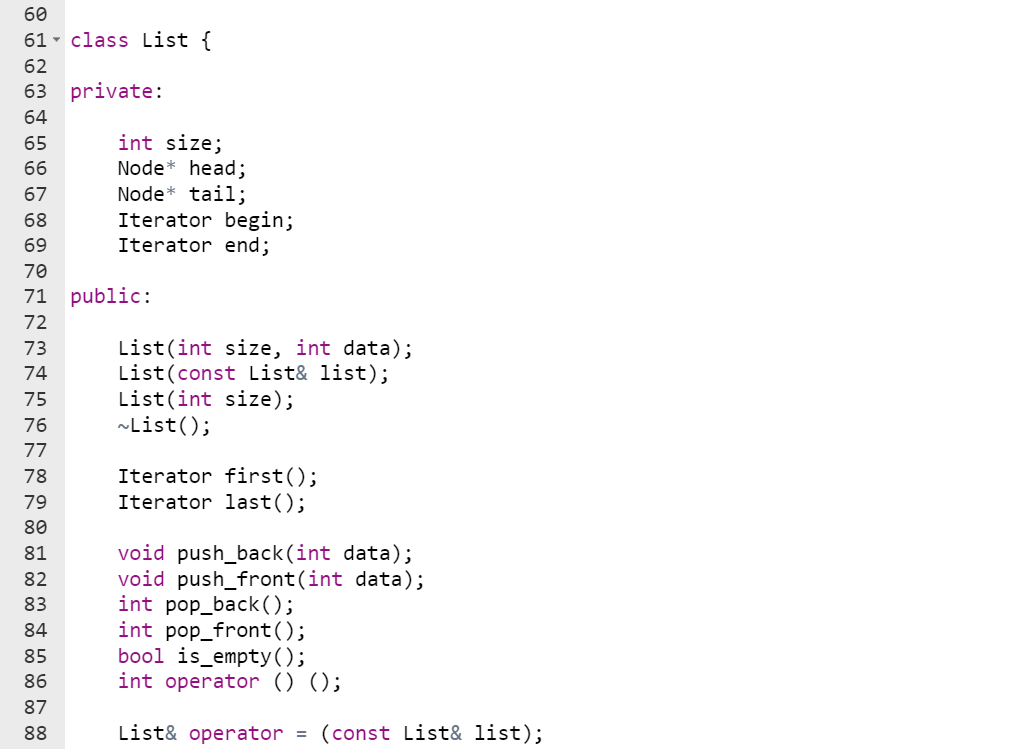 60
61 class List {
62
63 private:
64
65     int size;
66     Node* head;
67     Node* tail;
68     Iterator begin;
69     Iterator end;
70
71 public:
72
73     List(int size, int data);
74     List(const List& list);
75     List(int size);
76     ~List();
77
78     Iterator first();
79     Iterator last();
80
81     void push_back(int data);
82     void push_front(int data);
83     int pop_back();
84     int pop_front();
85     bool is_empty();
86     int operator () ();
87
88     List& operator = (const List& list);